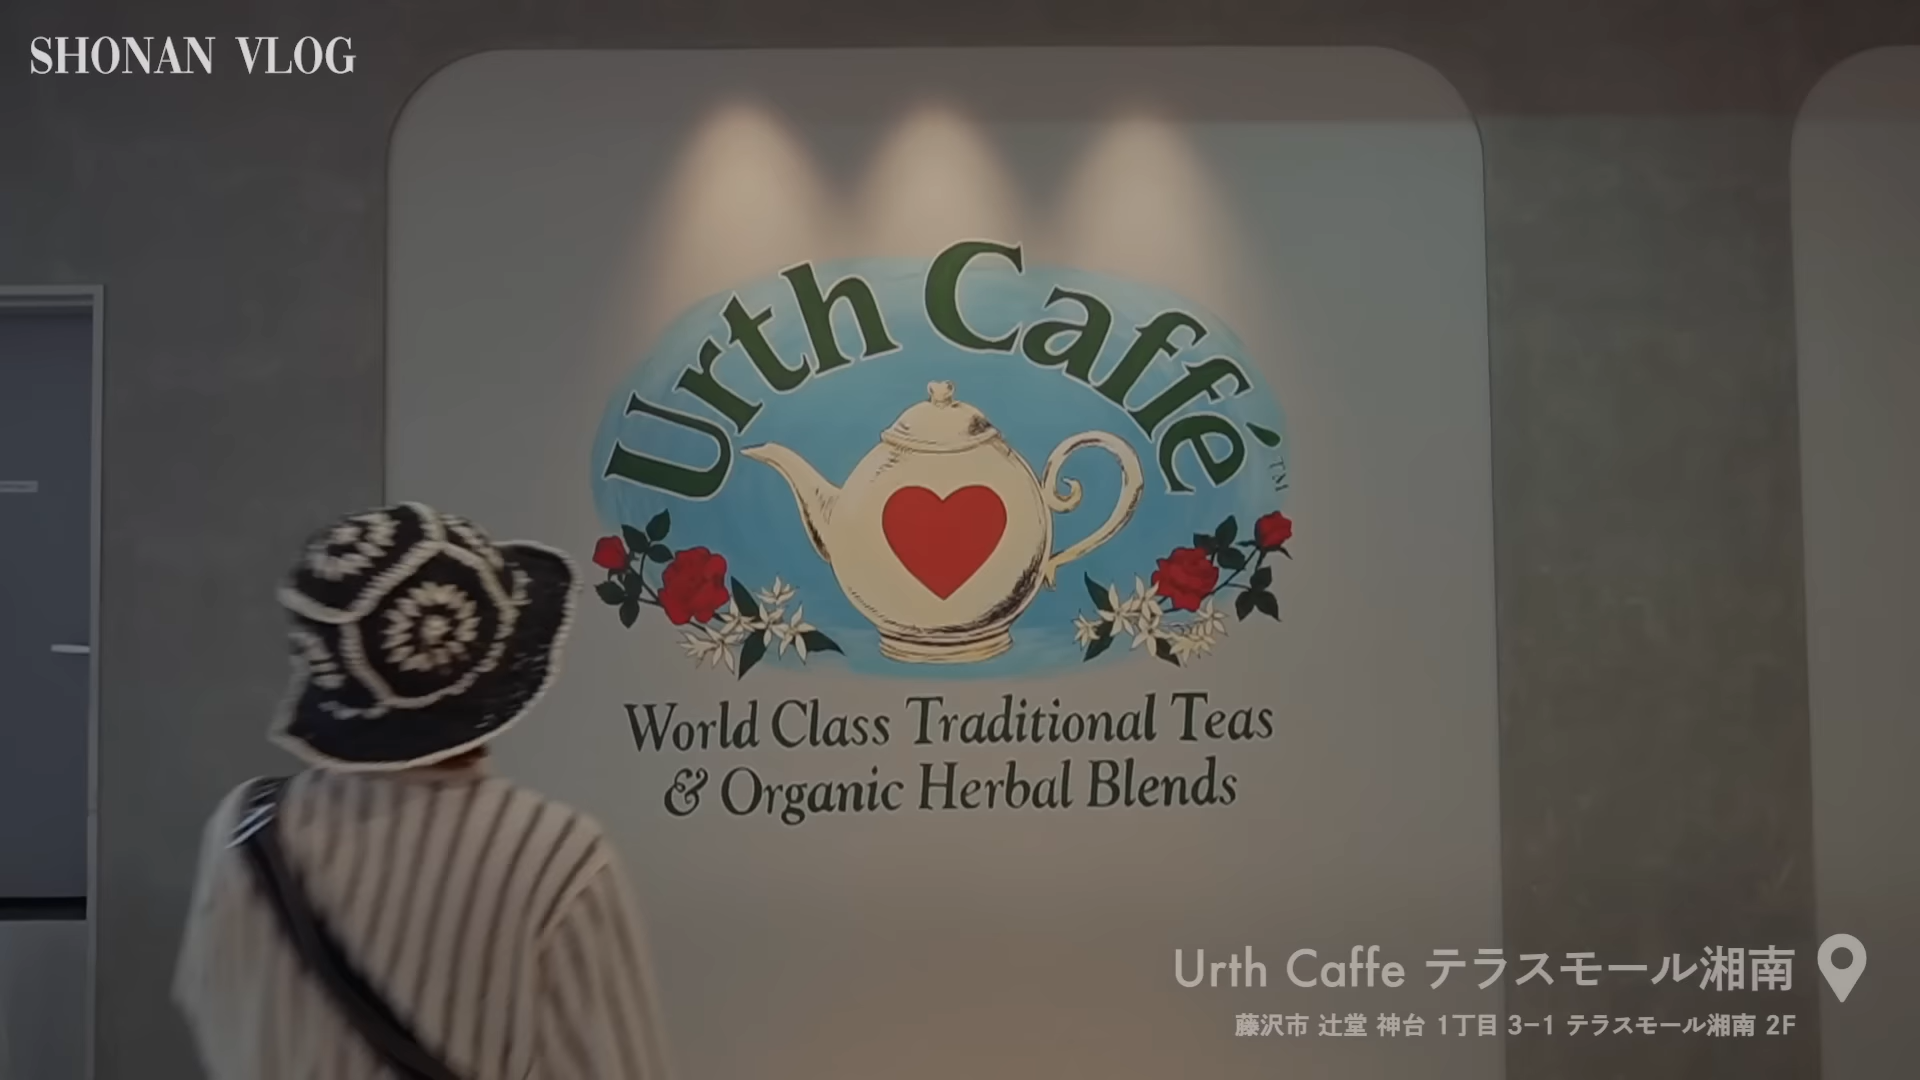 SHONAN VLOG
Urth Caffé™
World Class Traditional Teas
& Organic Herbal Blends
Urth Caffe テラスモール湘南
藤沢市 辻堂 神台 1丁目 3-1 テラスモール湘南 2F